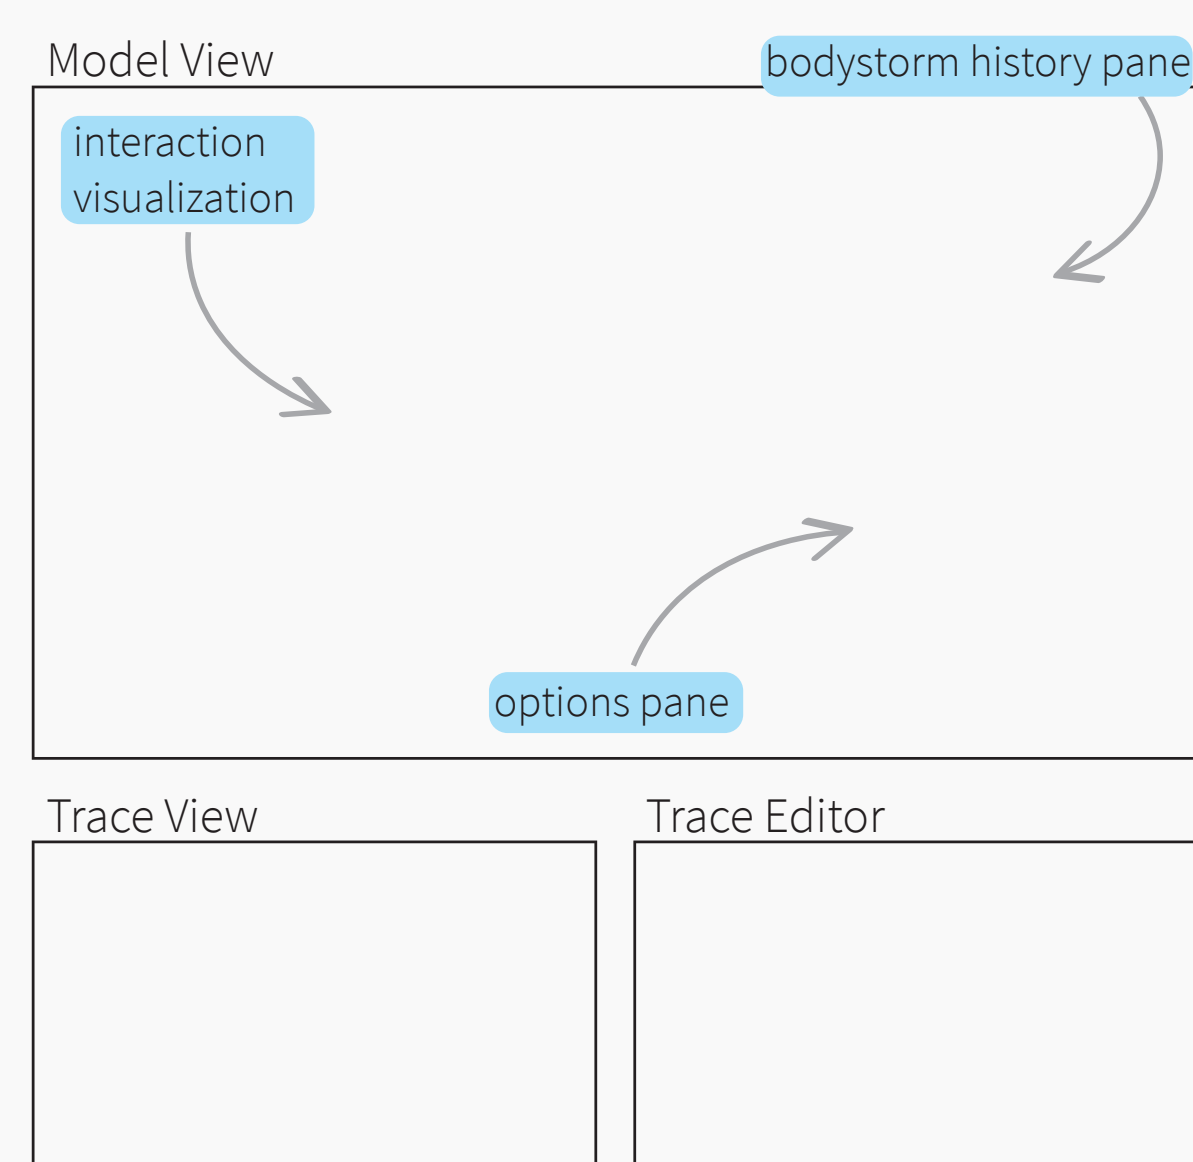 Model View
bodystorm history pane
interaction
visualization
options pane
Trace View
Trace Editor